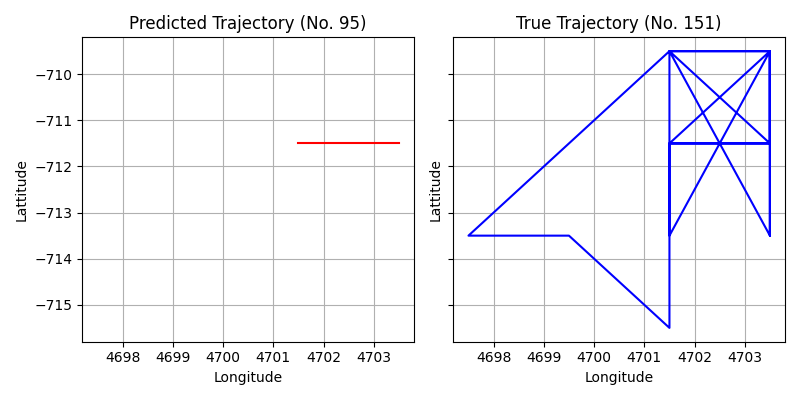 Predicted Trajectory (No. 95)
True Trajectory (No. 151)
Lattitude
−710
−711
−712
−713
−714
−715
4698 4699 4700 4701 4702 4703
Longitude
Lattitude
4698 4699 4700 4701 4702 4703
Longitude